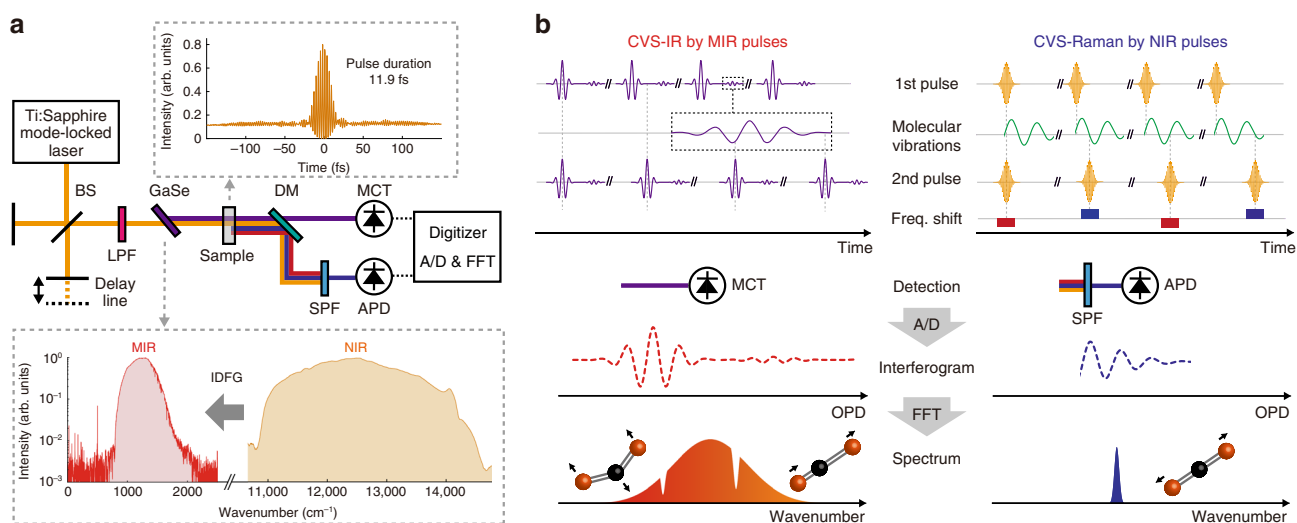 a
Intensity (arb. units)
0.8
0.6
0.4
0.2
0
Pulse duration
11.9 fs
−100
−50
0
50
100
Time (fs)
Ti:Sapphire
mode-locked
laser
BS
GaSe
DM
MCT
LPF
Sample
Digitizer
A/D & FFT
Delay
line
SPF
APD
MIR
NIR
IDFG
Intensity (arb. units)
10⁰
10⁻¹
10⁻²
10⁻³
0
1000
2000
11,000
12,000
13,000
14,000
Wavenumber (cm⁻¹)
b
CVS-IR by MIR pulses
CVS-Raman by NIR pulses
1st pulse
Molecular
vibrations
2nd pulse
Freq. shift
Time
Time
MCT
Detection
SPF
APD
A/D
Interferogram
OPD
OPD
FFT
Spectrum
Wavenumber
Wavenumber